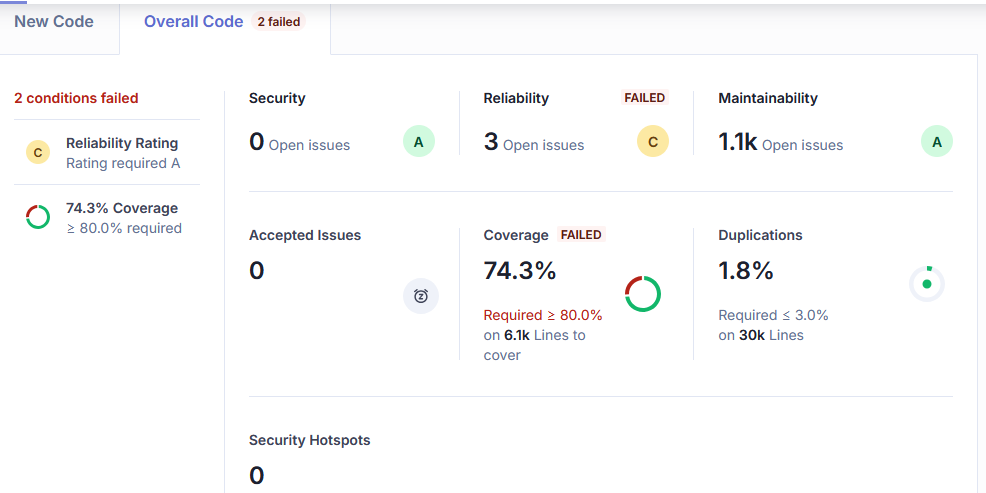 New Code
Overall Code 2 failed
2 conditions failed
C
Reliability Rating
Rating required A
74.3% Coverage
≥ 80.0% required
Security
0 Open issues
A
Reliability FAILED
3 Open issues
C
Maintainability
1.1k Open issues
A
Accepted Issues
0
Coverage FAILED
74.3%
Required ≥ 80.0%
on 6.1k Lines to
cover
Duplications
1.8%
Required ≤ 3.0%
on 30k Lines
Security Hotspots
0